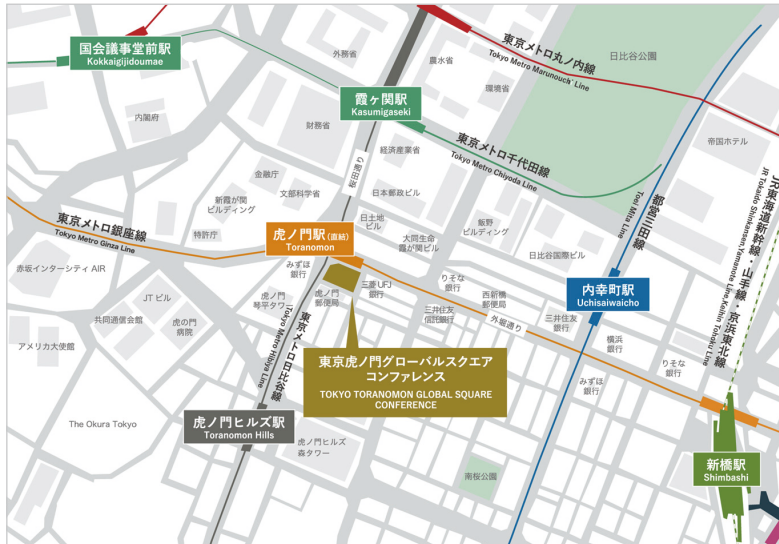 国会議事堂前駅
Kokkaigijidoumae
外務省
農水省
東京メトロ丸ノ内線
Tokyo Metro Marunouch' Line
日比谷公園
環境省
霞ヶ関駅
Kasumigaseki
内閣府
財務省
帝国ホテル
経済産業省
東京メトロ千代田線
Tokyo Metro Chiyoda Line
桜田通り
金融庁
文部科学省
日本郵政ビル
新霞が関
ビルディング
都営三田線
Toei Mita Line
JR東海道新幹線・山手線・京浜東北線
JR Tokaido Shinkansen,Yamanote Line,Keihin Tohoku Line
東京メトロ銀座線
Tokyo Metro Ginza Line
特許庁
日土地
ビル
飯野
ビルディング
虎ノ門駅(直結)
Toranomon
大同生命
霞が関ビル
日比谷国際ビル
赤坂インターシティ AIR
みずほ
銀行
りそな
銀行
内幸町駅
Uchisaiwaicho
JT ビル
虎ノ門
琴平タワー
虎ノ門
郵便局
三菱 UFJ
銀行
西新橋
郵便局
三井住友
信託銀行
外堀通り
三井住友
銀行
共同通信会館
虎の門
病院
アメリカ大使館
東京メトロ日比谷線
Tokyo Metro Hibiya Line
横浜
銀行
東京虎ノ門グローバルスクエア
コンファレンス
TOKYO TORANOMON GLOBAL SQUARE
CONFERENCE
りそな
銀行
みずほ
銀行
The Okura Tokyo
虎ノ門ヒルズ駅
Toranomon Hills
虎ノ門ヒルズ
森タワー
南桜公園
新橋駅
Shimbashi